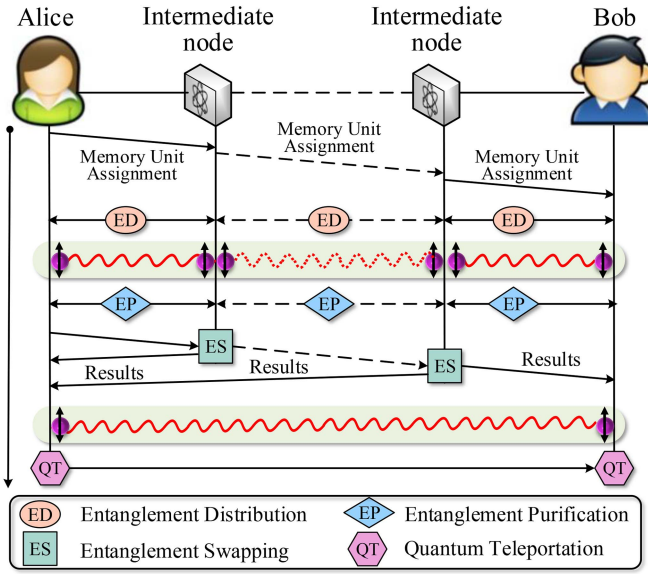 Alice
Intermediate
node
Intermediate
node
Bob
Memory Unit
Assignment
Memory Unit
Assignment
Memory Unit
Assignment
ED
ED
ED
EP
EP
EP
ES
ES
Results
Results
Results
QT
QT
ED Entanglement Distribution
EP Entanglement Purification
ES Entanglement Swapping
QT Quantum Teleportation